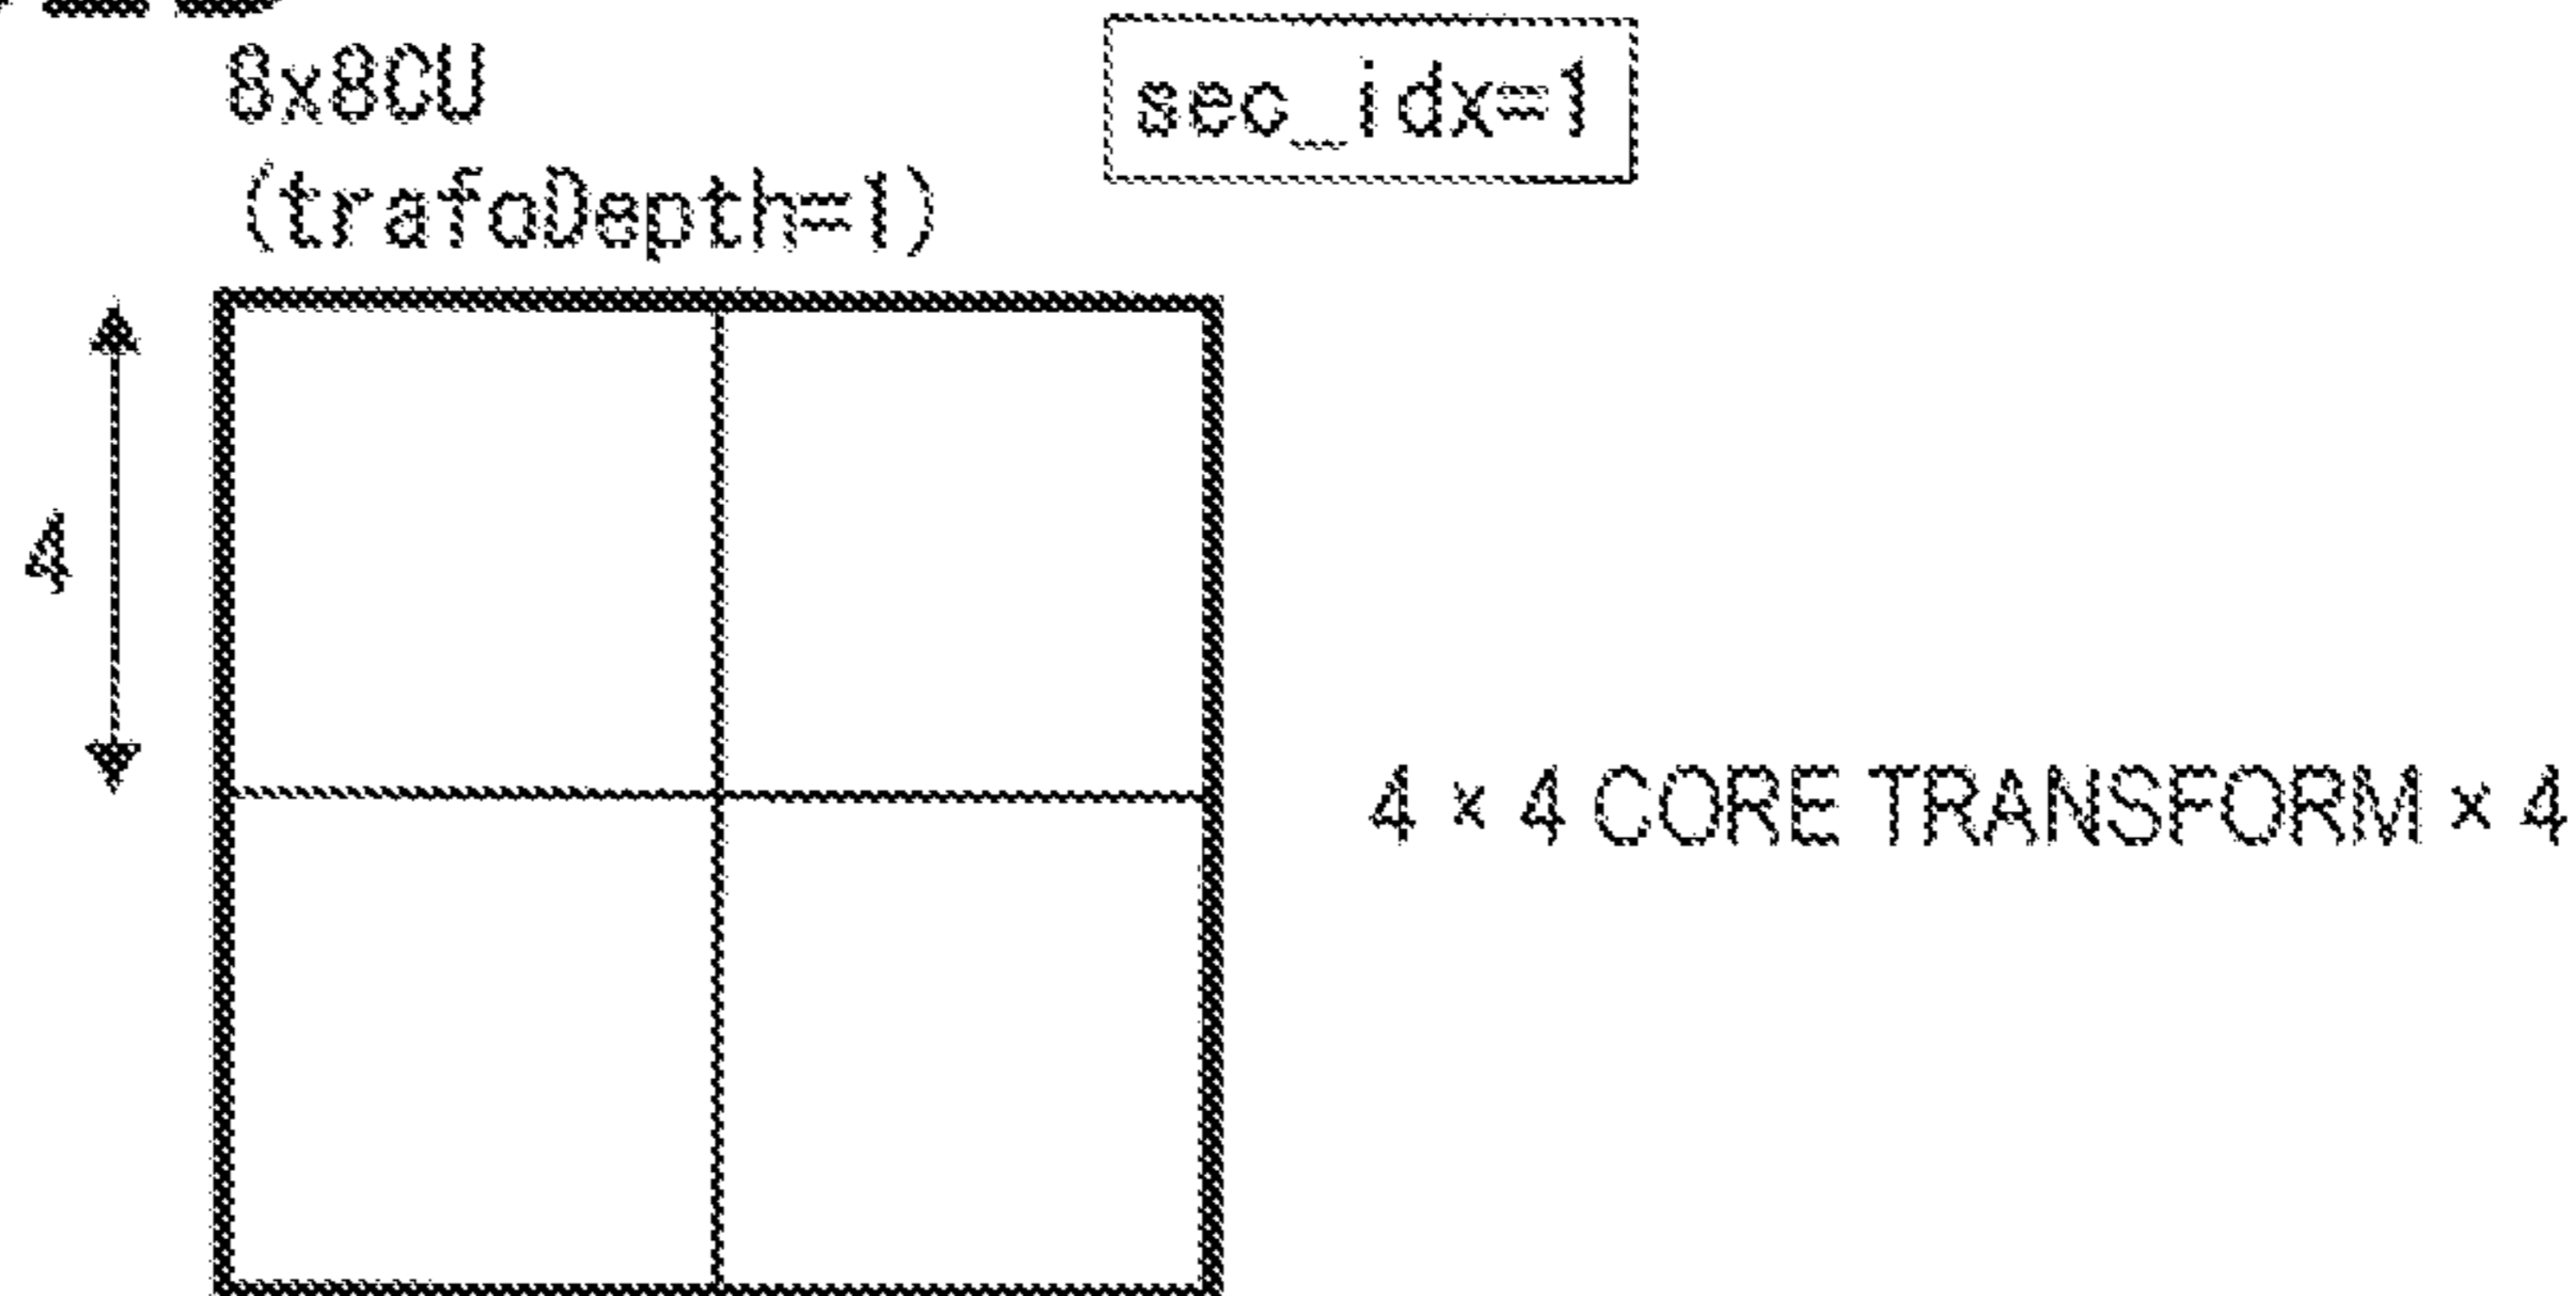 8x8CU
sec_idx=1
(trafoDepth=1)
4
4 × 4 CORE TRANSFORM × 4